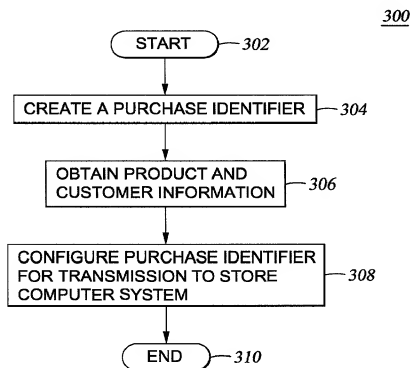 300
START 302
CREATE A PURCHASE IDENTIFIER 304
OBTAIN PRODUCT AND
CUSTOMER INFORMATION 306
CONFIGURE PURCHASE IDENTIFIER
FOR TRANSMISSION TO STORE 308
COMPUTER SYSTEM
END 310